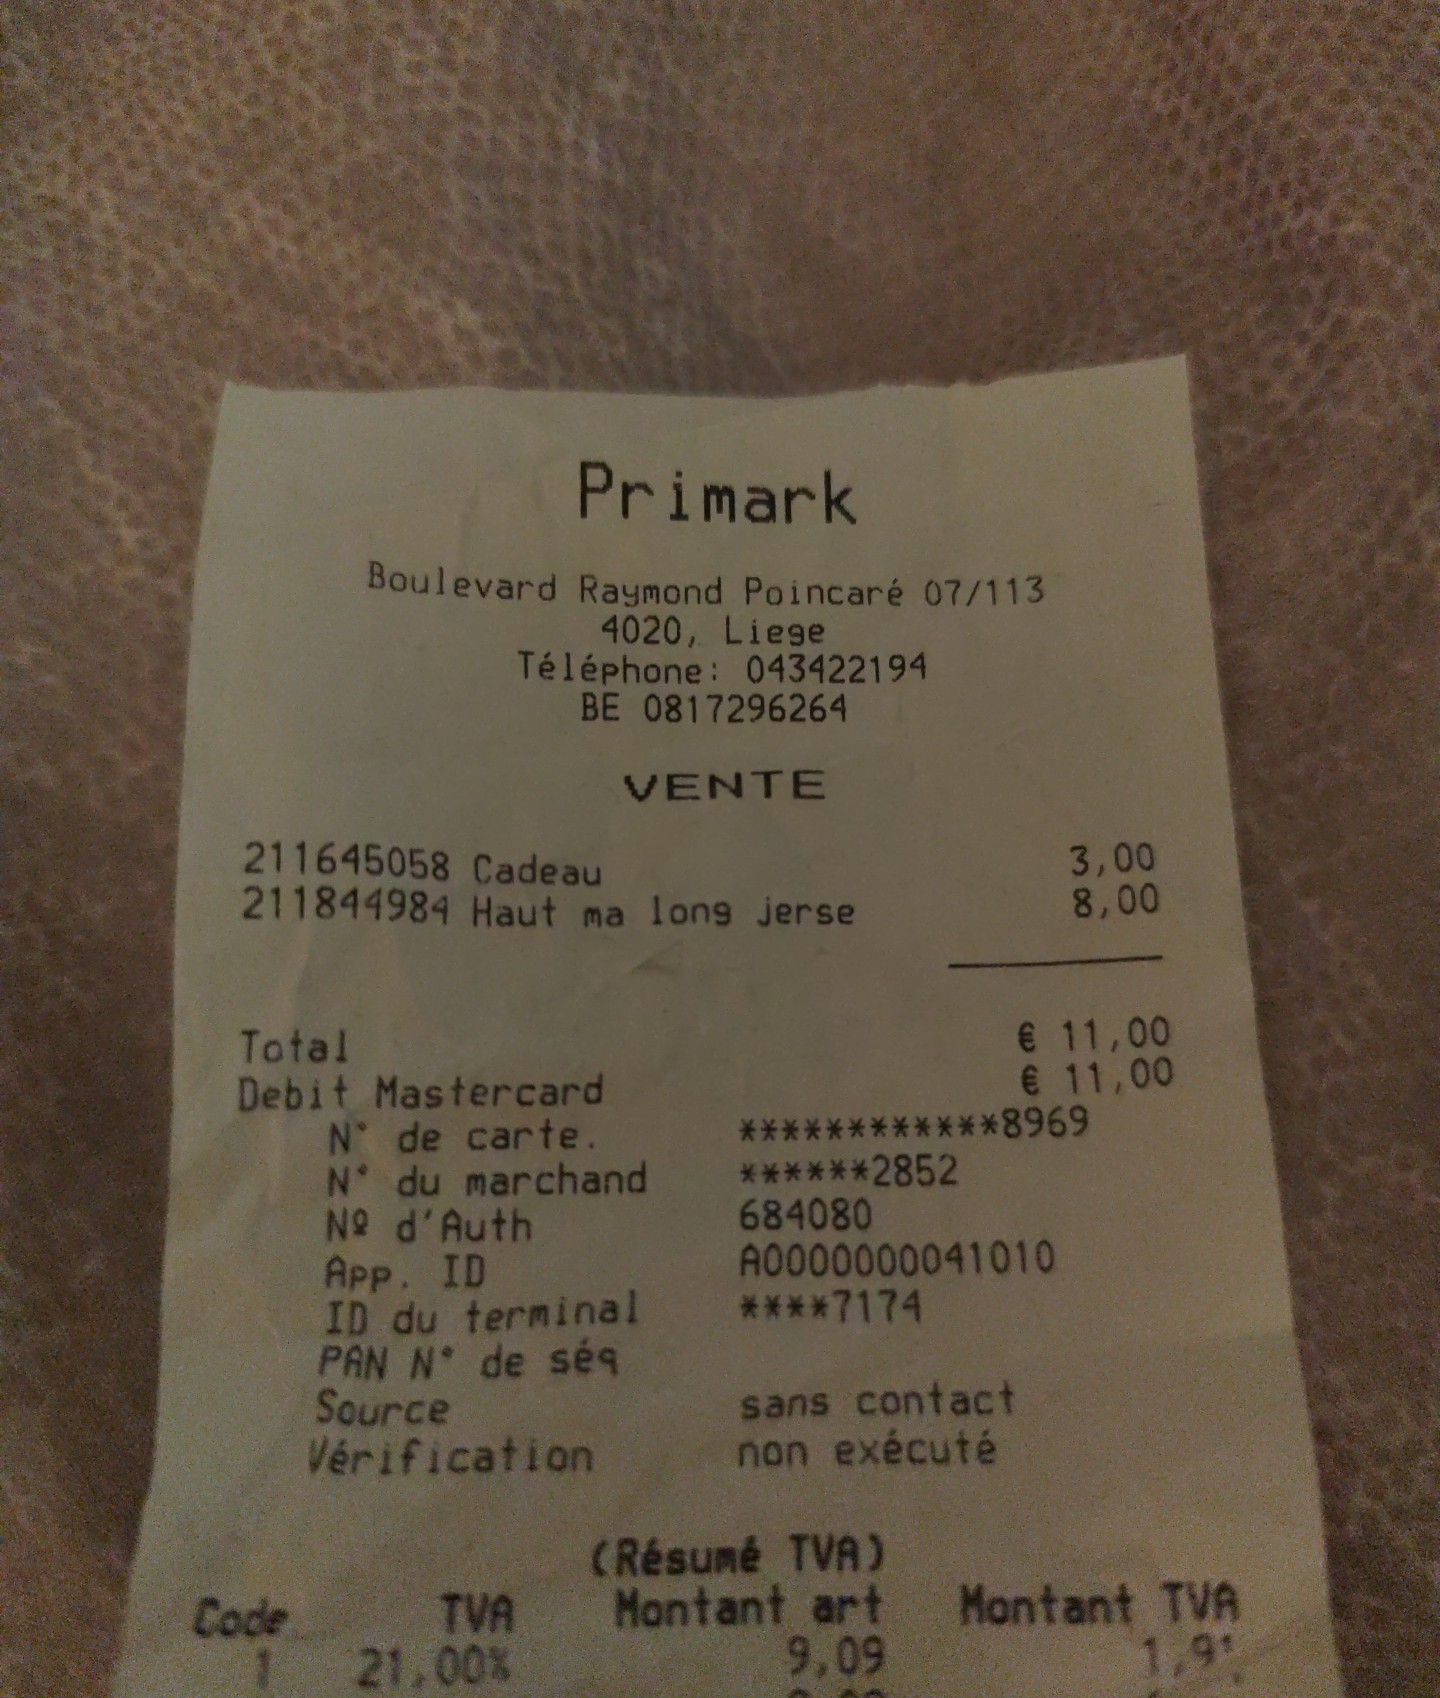 Primark
Boulevard Raymond Poincaré 07/113
4020, Liege
Téléphone: 043422194
BE 0817296264
VENTE
211645058 Cadeau 3,00
211844984 Haut ma long jerse 8,00
Total € 11,00
Debit Mastercard € 11,00
N° de carte. ************8969
N° du marchand ******2852
Nº d'Auth 684080
App. ID A0000000041010
ID du terminal ****7174
PAN N° de séq
Source sans contact
Vérification non exécuté
(Résumé TVA)
Code TVA Montant art Montant TVA
1 21,00% 9,09 1,91